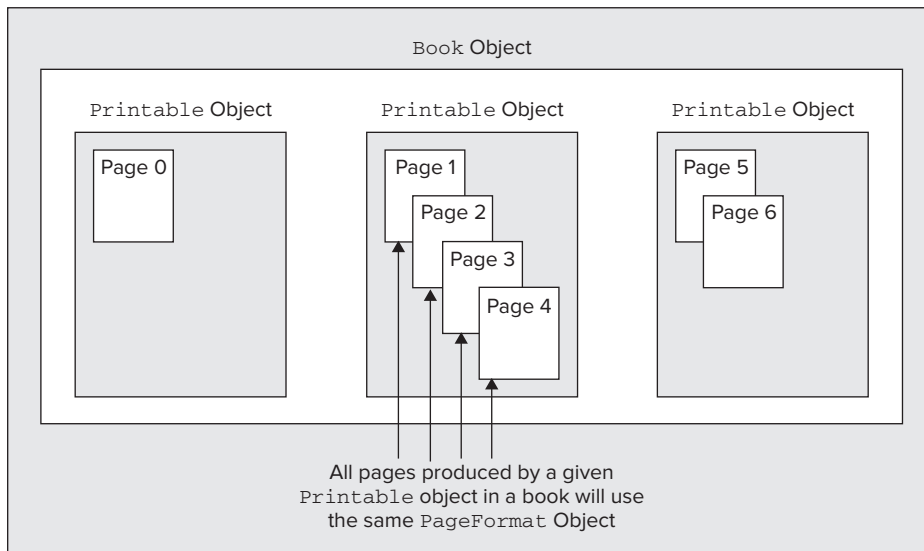 Book Object
Printable Object
Printable Object
Printable Object
Page 0
Page 1
Page 2
Page 3
Page 4
Page 5
Page 6
All pages produced by a given
Printable object in a book will use
the same PageFormat Object